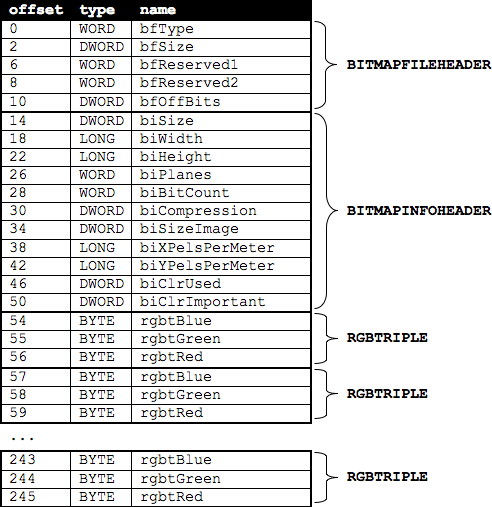 offset type name
0 WORD bfType
2 DWORD bfSize
6 WORD bfReserved1
8 WORD bfReserved2
10 DWORD bfOffBits
BITMAPFILEHEADER
14 DWORD biSize
18 LONG biWidth
22 LONG biHeight
26 WORD biPlanes
28 WORD biBitCount
30 DWORD biCompression
34 DWORD biSizeImage
38 LONG biXPelsPerMeter
42 LONG biYPelsPerMeter
46 DWORD biClrUsed
50 DWORD biClrImportant
BITMAPINFOHEADER
54 BYTE rgbtBlue
55 BYTE rgbtGreen
56 BYTE rgbtRed
RGBTRIPLE
57 BYTE rgbtBlue
58 BYTE rgbtGreen
59 BYTE rgbtRed
RGBTRIPLE
...
243 BYTE rgbtBlue
244 BYTE rgbtGreen
245 BYTE rgbtRed
RGBTRIPLE